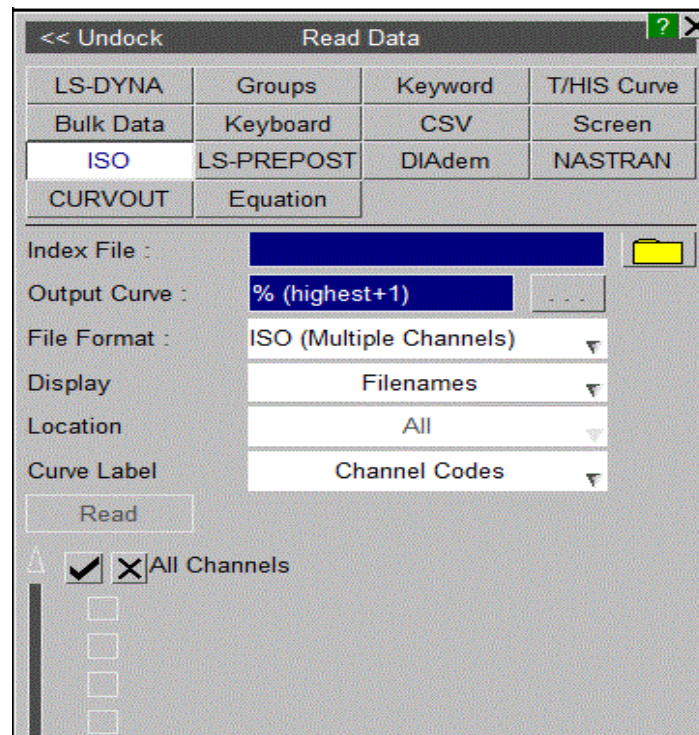 << Undock Read Data ? X
LS-DYNA Groups Keyword T/HIS Curve
Bulk Data Keyboard CSV Screen
ISO LS-PREPOST DIAdem NASTRAN
CURVOUT Equation
Index File :
Output Curve : % (highest+1) . . .
File Format : ISO (Multiple Channels)
Display Filenames
Location All
Curve Label Channel Codes
Read
All Channels